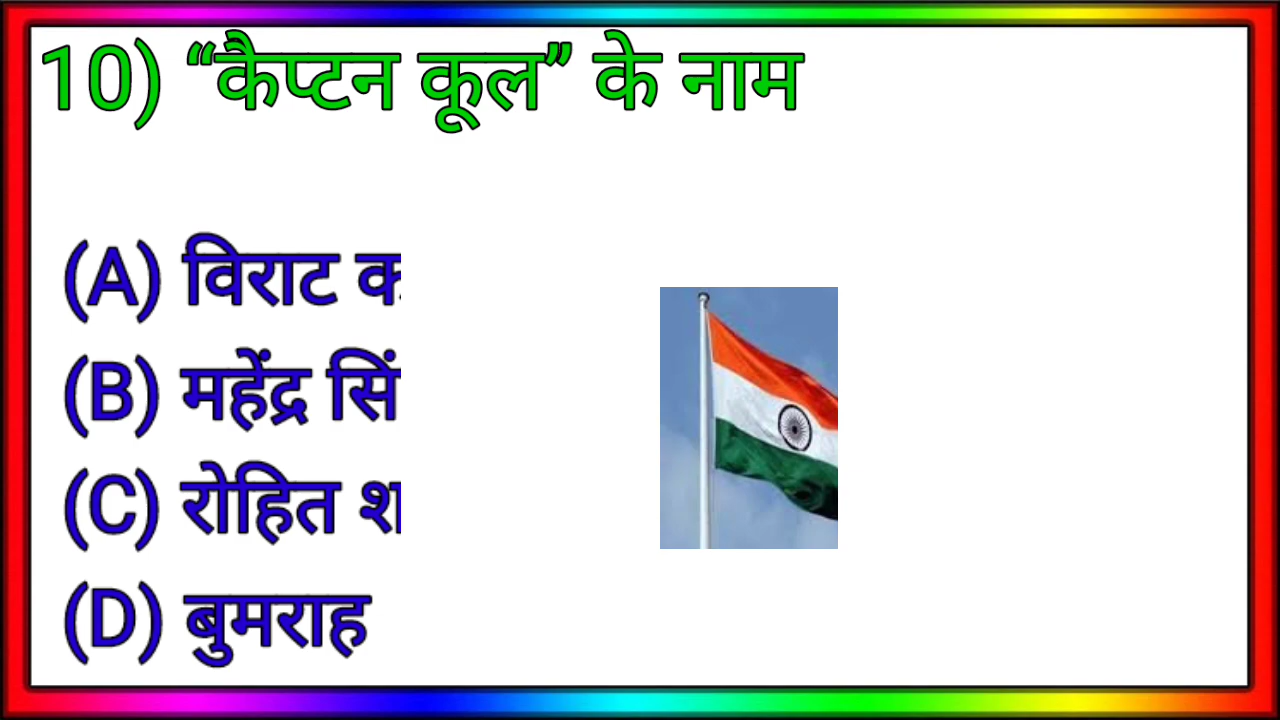 10) “कैप्टन कूल” के नाम
(A) विराट
(B) महेंद्र सिं
(C) रोहित
(D) बुमराह